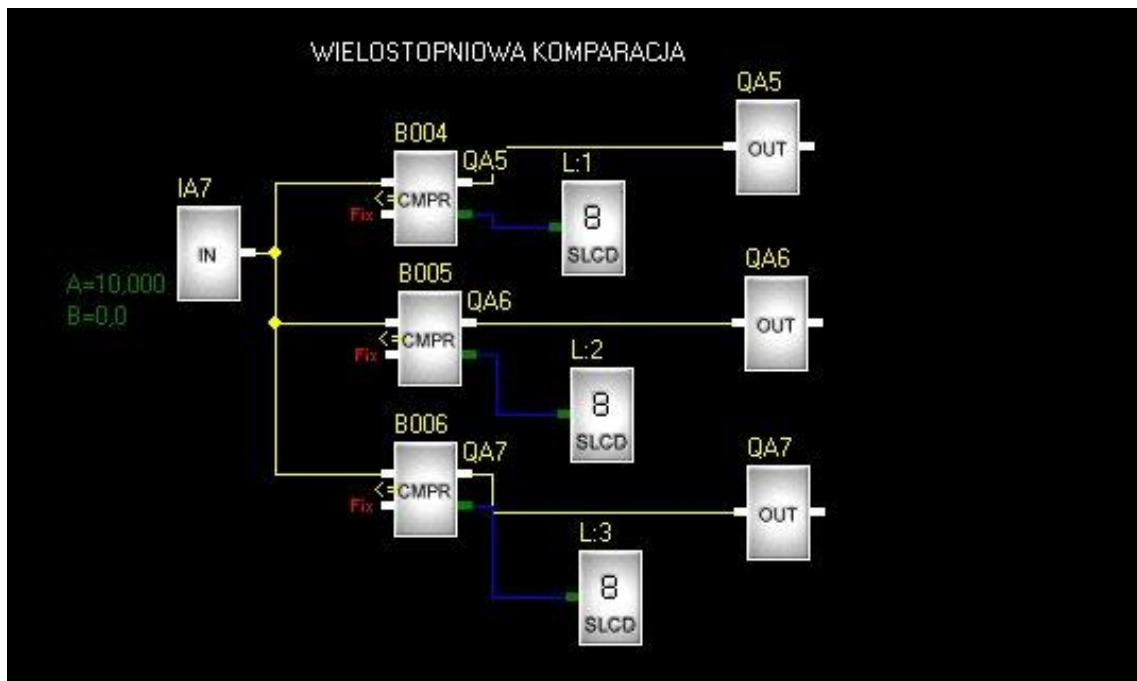 WIELOSTOPNIOWA KOMPARACJA
QA5
B004
QA5
L:1
OUT
IA7
<=
CMPR
Fix
8
SLCD
IN
A=10,000
B=0,0
B005
QA6
QA6
<=
CMPR
Fix
OUT
L:2
8
SLCD
B006
QA7
QA7
<=
CMPR
Fix
OUT
L:3
8
SLCD